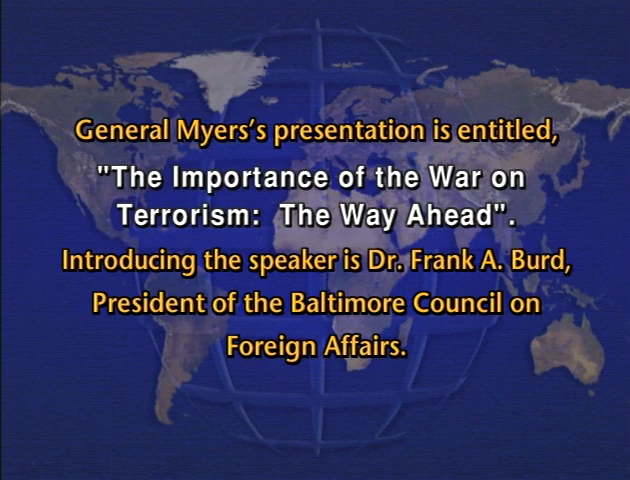 General Myers's presentation is entitled,
"The Importance of the War on
Terrorism:  The Way Ahead".
Introducing the speaker is Dr. Frank A. Burd,
President of the Baltimore Council on
Foreign Affairs.